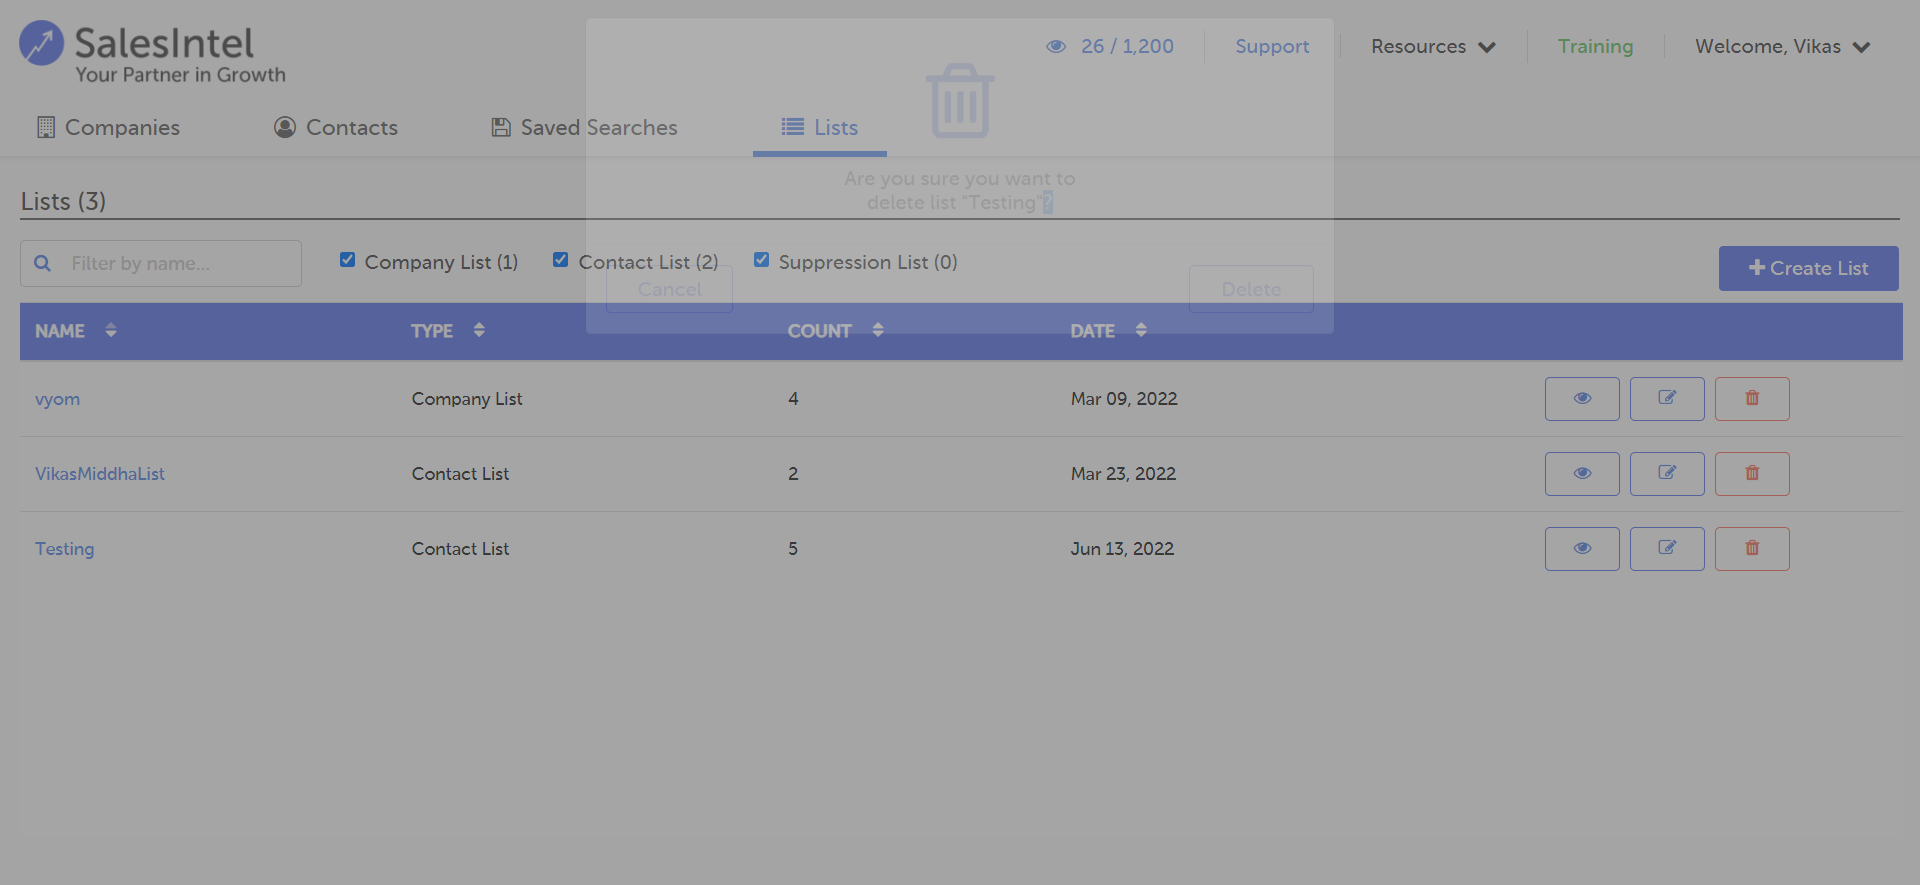 SalesIntel
Your Partner in Growth
26 / 1,200
Support
Resources
Training
Welcome, Vikas
Companies
Contacts
Saved Searches
Lists
Are you sure you want to
delete list "Testing"?
Lists (3)
Filter by name...
Company List (1)
Contact List (2)
Suppression List (0)
Create List
Cancel
Delete
NAME TYPE COUNT DATE
vyom Company List 4 Mar 09, 2022
VikasMiddhaList Contact List 2 Mar 23, 2022
Testing Contact List 5 Jun 13, 2022